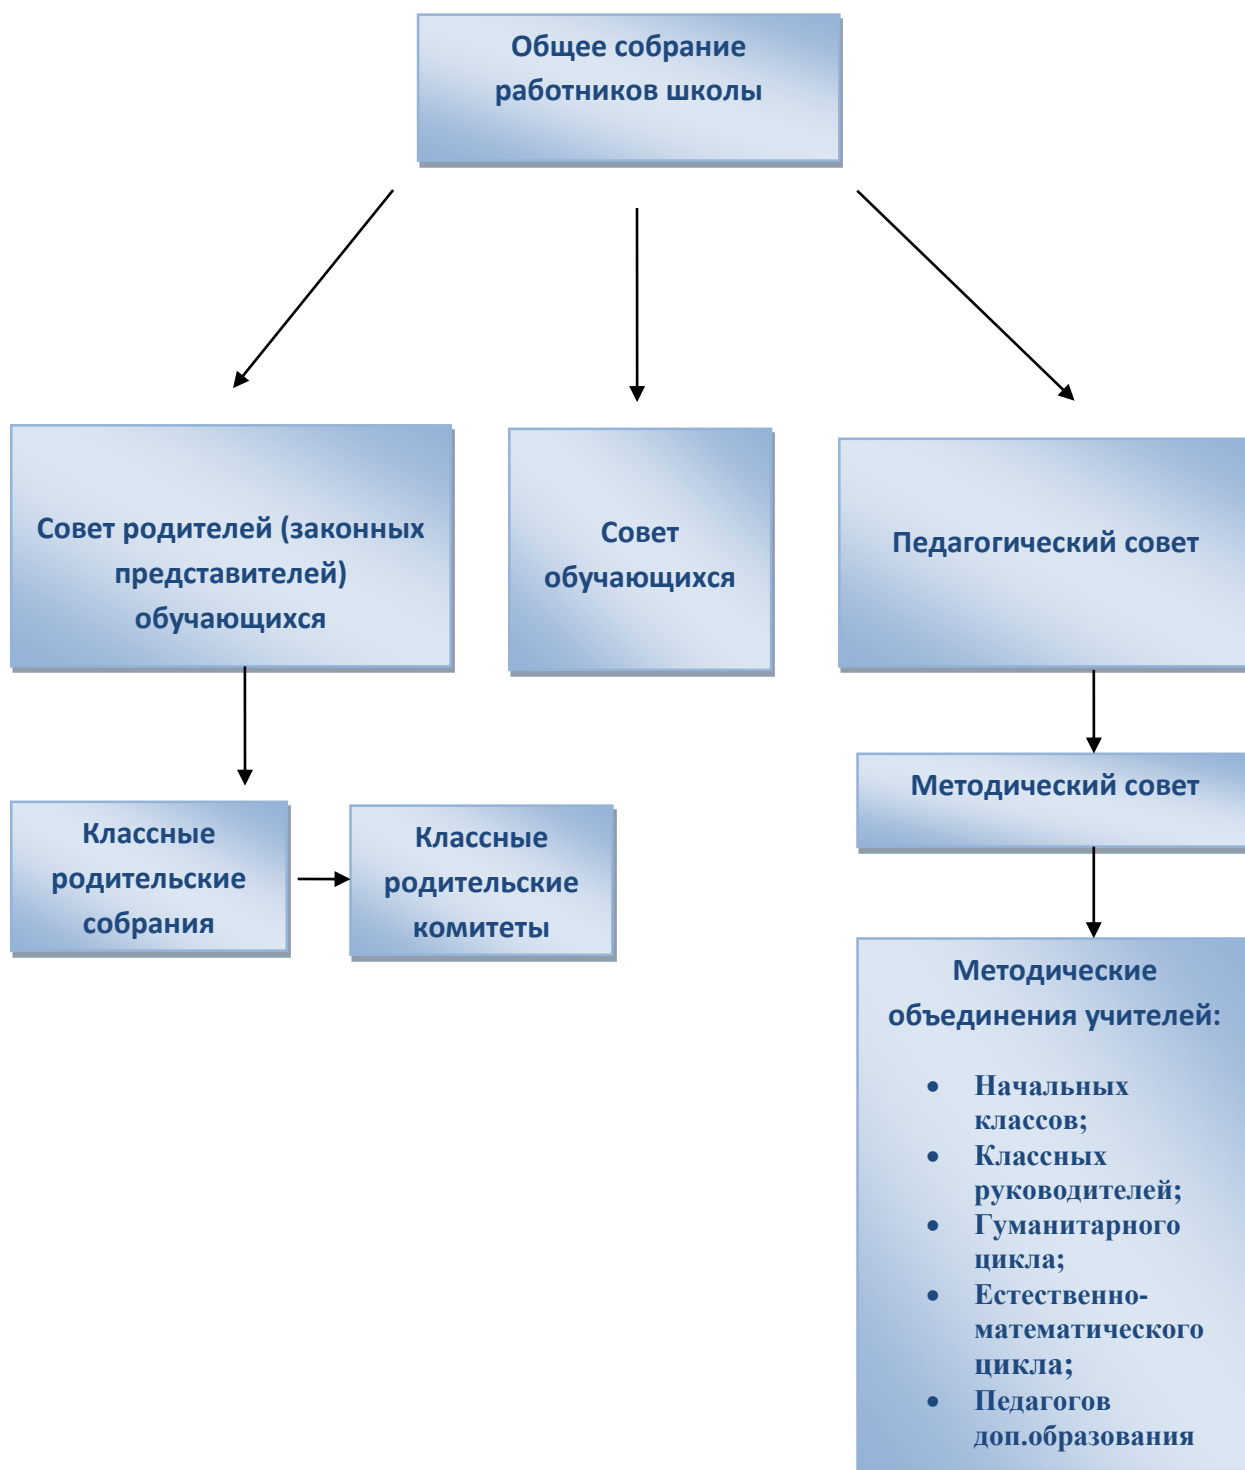 Общее собрание
работников школы
Совет родителей (законных
представителей)
обучающихся
Совет
обучающихся
Педагогический совет
Методический совет
Классные
родительские
собрания
Классные
родительские
комитеты
Методические
объединения учителей:
• Начальных
классов;
• Классных
руководителей;
• Гуманитарного
цикла;
• Естественно-
математического
цикла;
• Педагогов
доп.образования